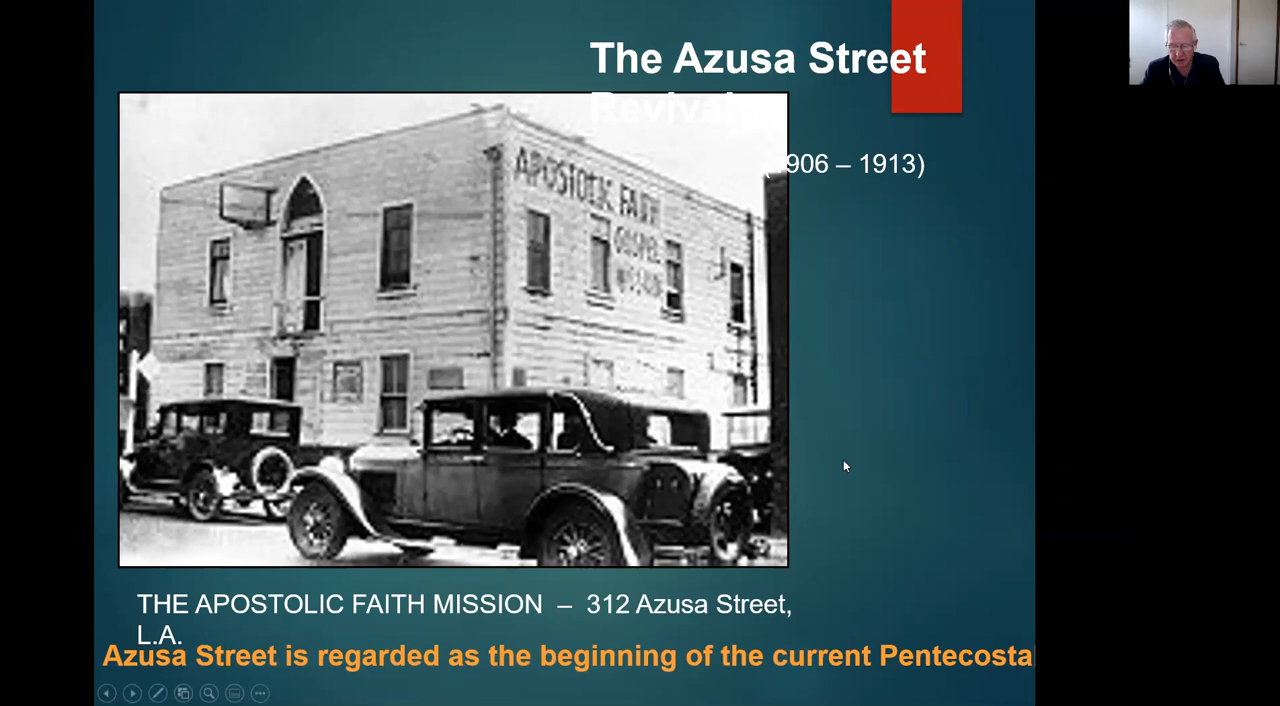 The Azusa Street
Revival
(1906 – 1913)
APOSTOLIC FAITH
GOSPEL
MISSION
THE APOSTOLIC FAITH MISSION – 312 Azusa Street,
L.A.
Azusa Street is regarded as the beginning of the current Pentecosta